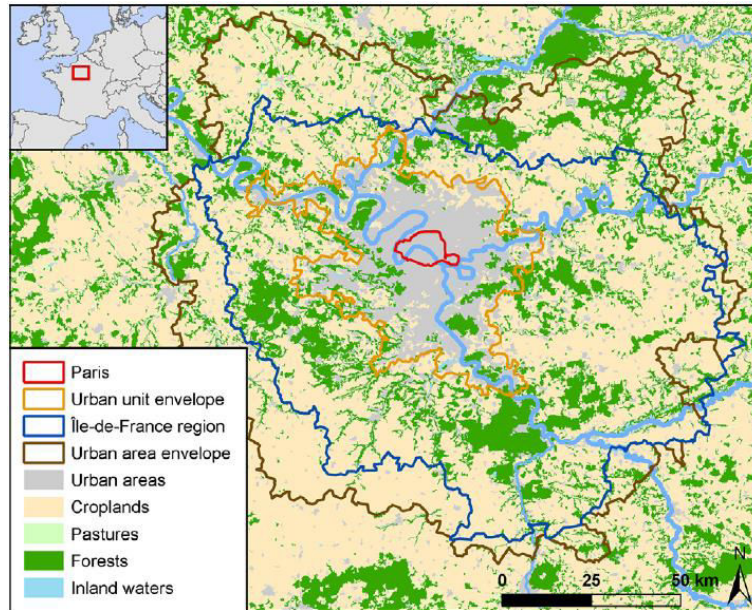 Paris
Urban unit envelope
Île-de-France region
Urban area envelope
Urban areas
Croplands
Pastures
Forests
Inland waters
N
0 25 50 km